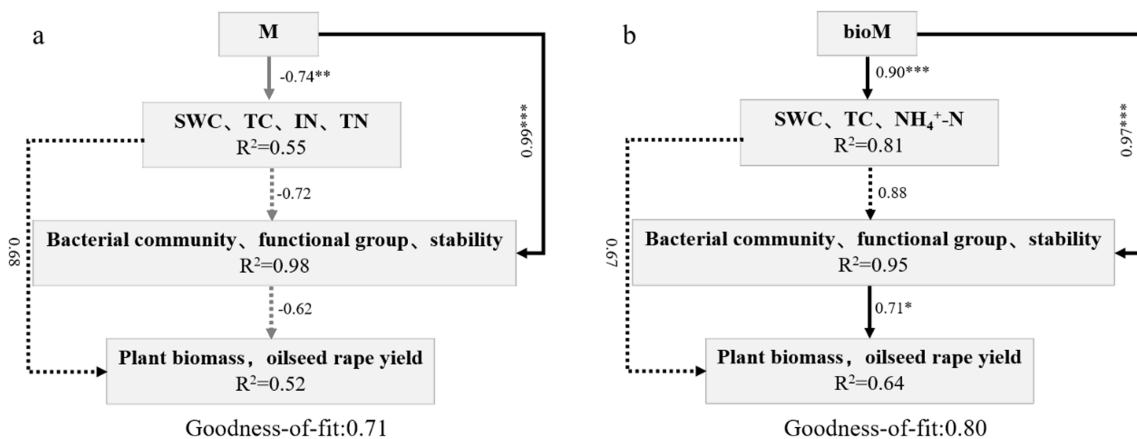 a
M
-0.74**
SWC、TC、IN、TN
R²=0.55
0.99***
-0.72
0.68
Bacterial community、functional group、stability
R²=0.98
-0.62
Plant biomass，oilseed rape yield
R²=0.52
Goodness-of-fit:0.71
b
bioM
0.90***
SWC、TC、NH₄⁺-N
R²=0.81
0.97***
0.88
0.67
Bacterial community、functional group、stability
R²=0.95
0.71*
Plant biomass，oilseed rape yield
R²=0.64
Goodness-of-fit:0.80